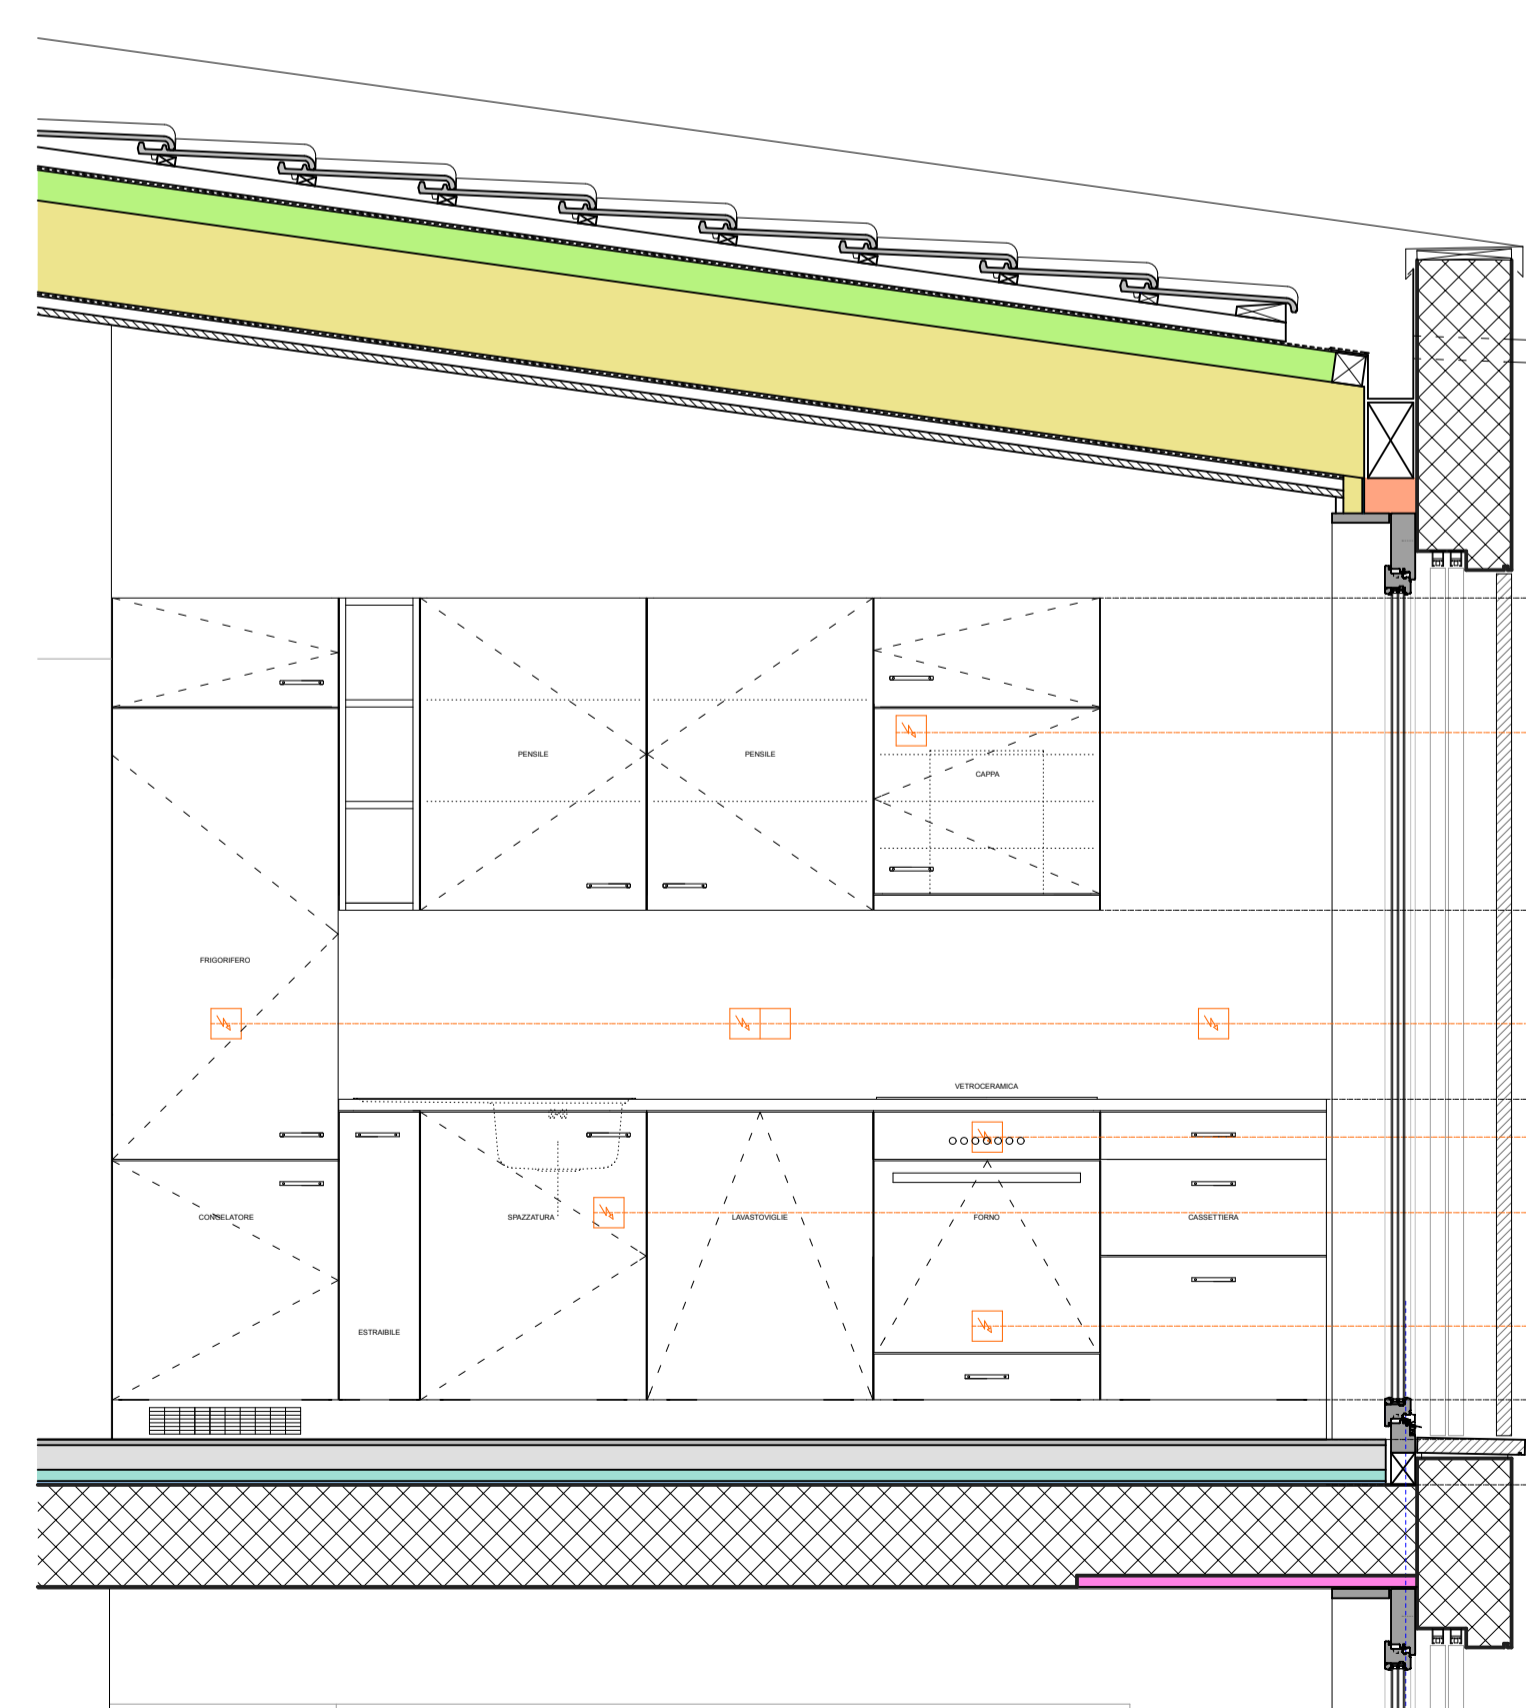 PENSILE
PENSILE
CAPPA
FRIGORIFERO
VETROCERAMICA
CONGELATORE
SPAZZATURA
LAVASTOVIGLIE
FORNO
CASSETTIERA
ESTRAIBILE